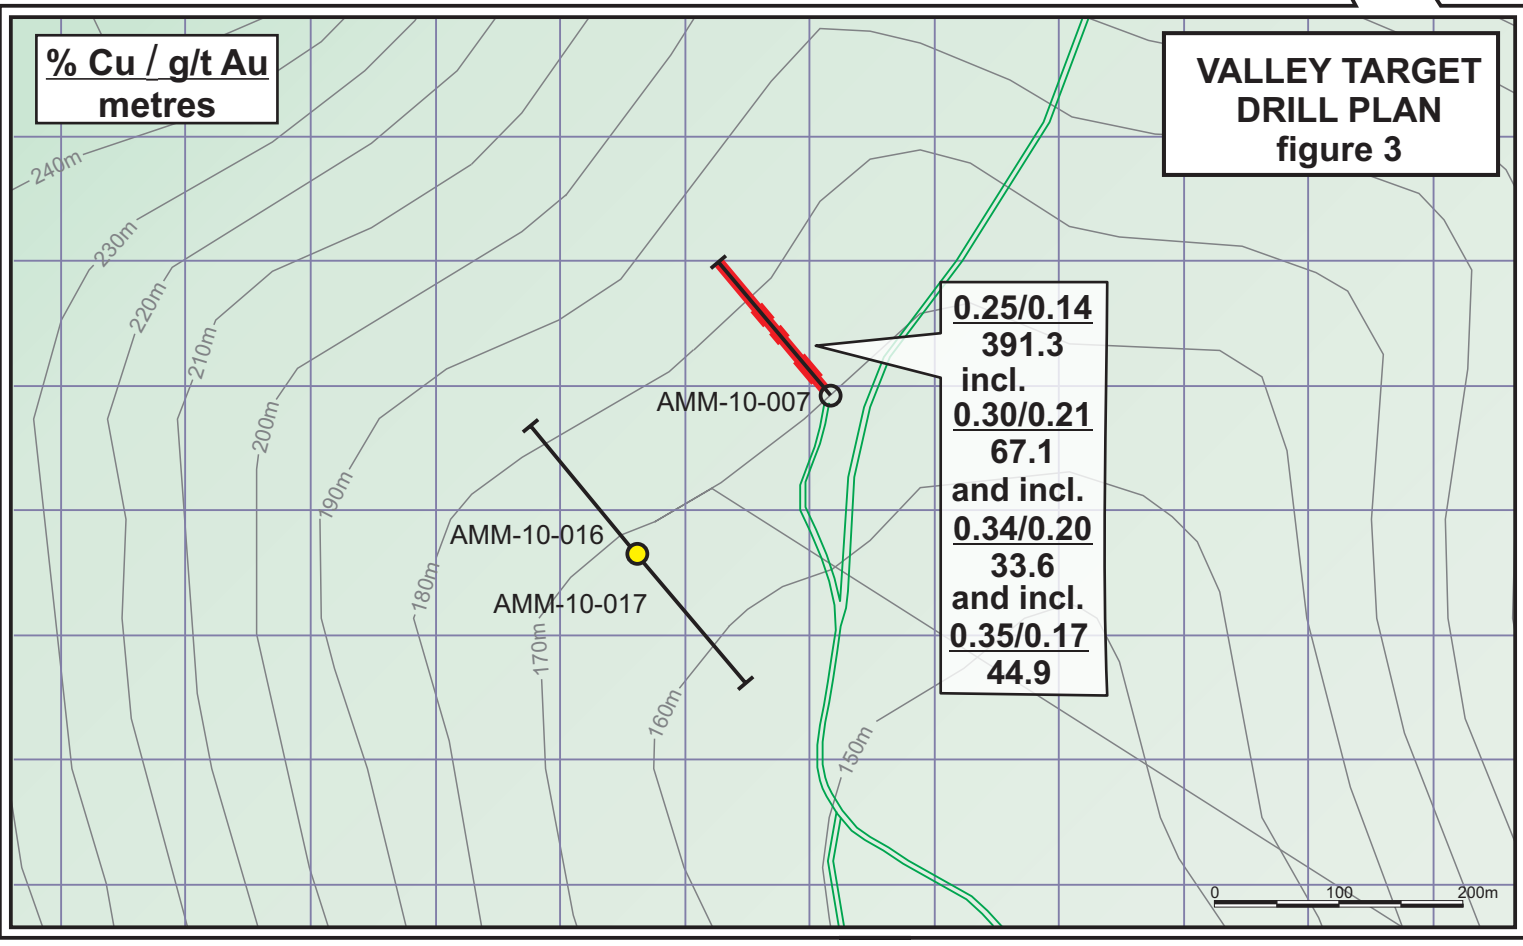 % Cu / g/t Au
metres
VALLEY TARGET
DRILL PLAN
figure 3
240m
230m
220m
210m
200m
190m
180m
170m
160m
150m
AMM-10-007
AMM-10-016
AMM-10-017
0.25/0.14
391.3
incl.
0.30/0.21
67.1
and incl.
0.34/0.20
33.6
and incl.
0.35/0.17
44.9
0 100 200m